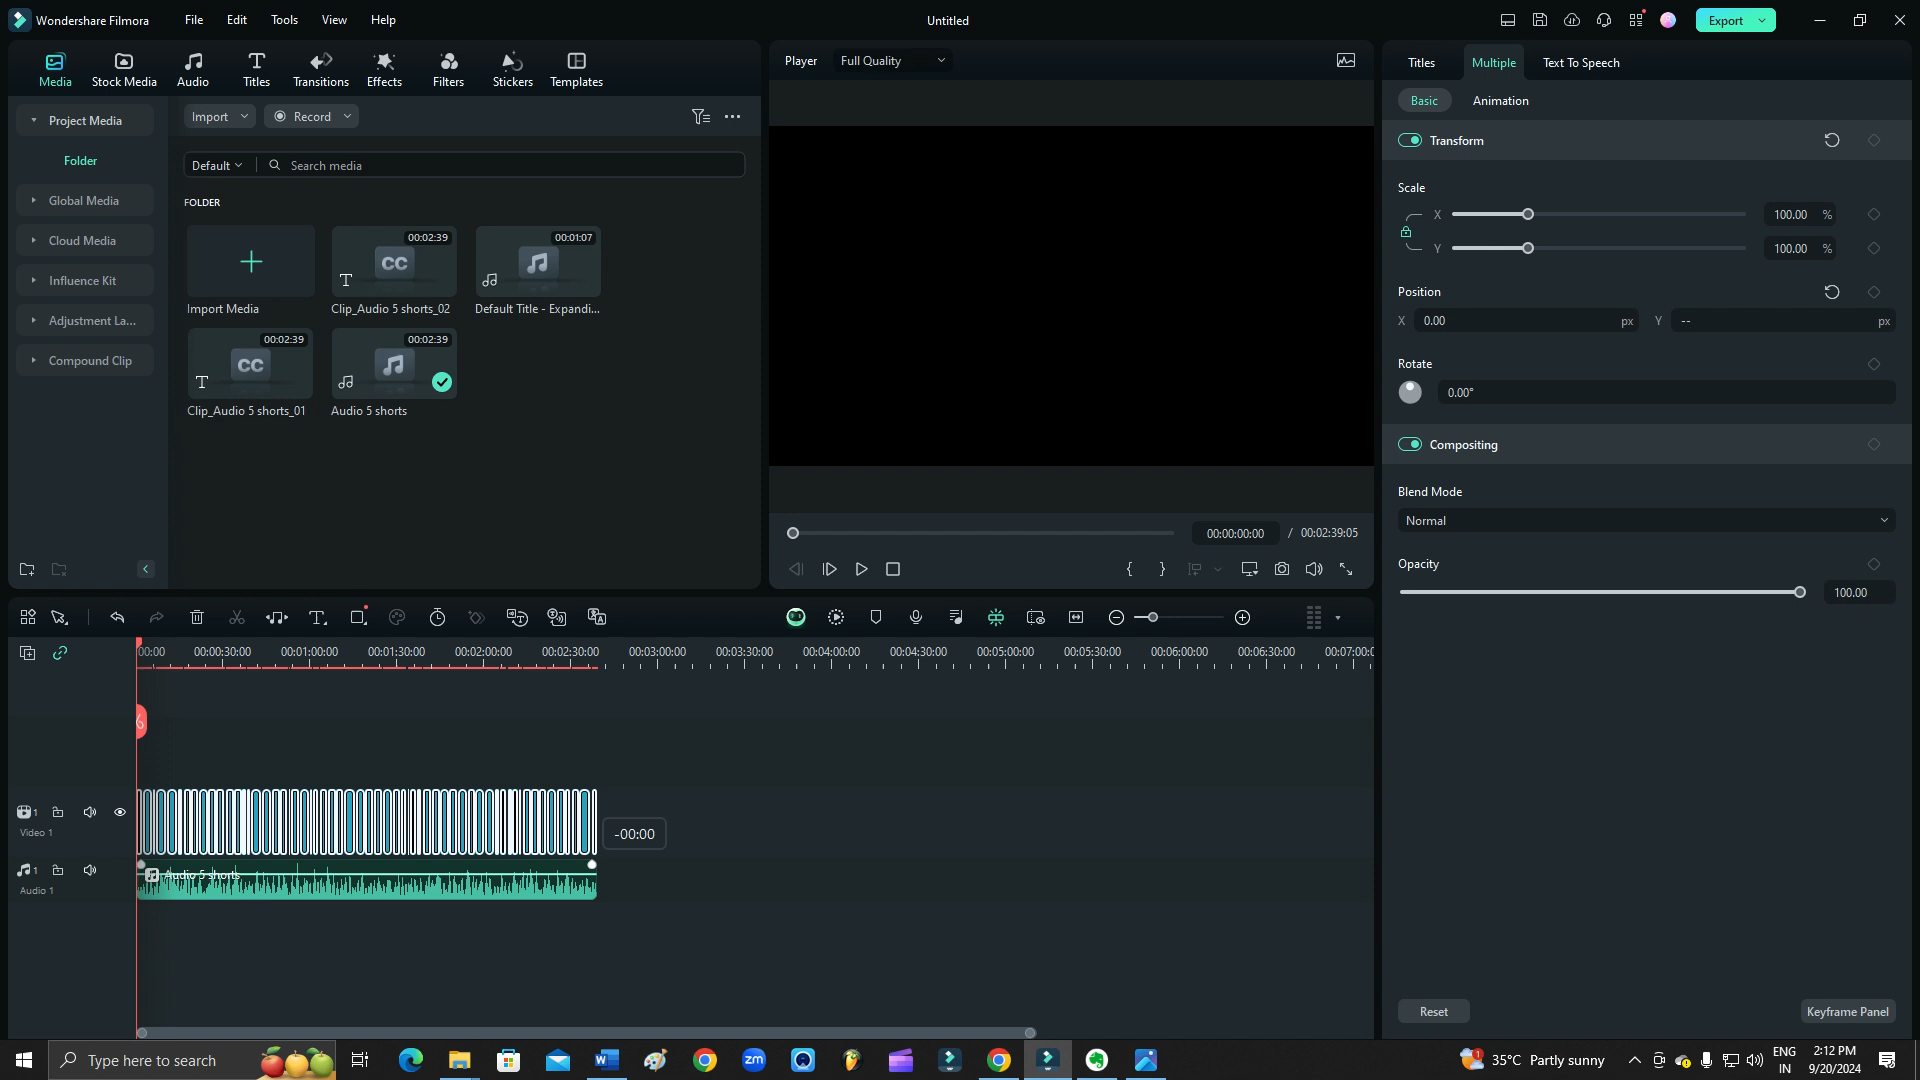 Wondershare Filmora
File
Edit
Tools
View
Help
Untitled
Export
Media
Stock Media
Audio
Titles
Transitions
Effects
Filters
Stickers
Templates
Player
Full Quality
Titles
Multiple
Text To Speech
Project Media
Folder
Global Media
Cloud Media
Influence Kit
Adjustment La...
Compound Clip
Import
Record
Default
Search media
FOLDER
Import Media
00:02:39
CC
T
Clip_Audio 5 shorts_02
00:01:07
Default Title - Expandi...
00:02:39
CC
T
Clip_Audio 5 shorts_01
00:02:39
Audio 5 shorts
00:00:00:00 / 00:02:39:05
Basic
Animation
Transform
Scale
X 100.00 %
Y 100.00 %
Position
X 0.00 px Y -- px
Rotate
0.00°
Compositing
Blend Mode
Normal
Opacity
100.00
Reset
Keyframe Panel
00:00 00:00:30:00 00:01:00:00 00:01:30:00 00:02:00:00 00:02:30:00 00:03:00:00 00:03:30:00 00:04:00:00 00:04:30:00 00:05:00:00 00:05:30:00 00:06:00:00 00:06:30:00 00:07:00:0
1
Video 1
-00:00
1
Audio 1
Audio 5 shorts
Type here to search
zm
1
35°C Partly sunny
ENG
IN
2:12 PM
9/20/2024